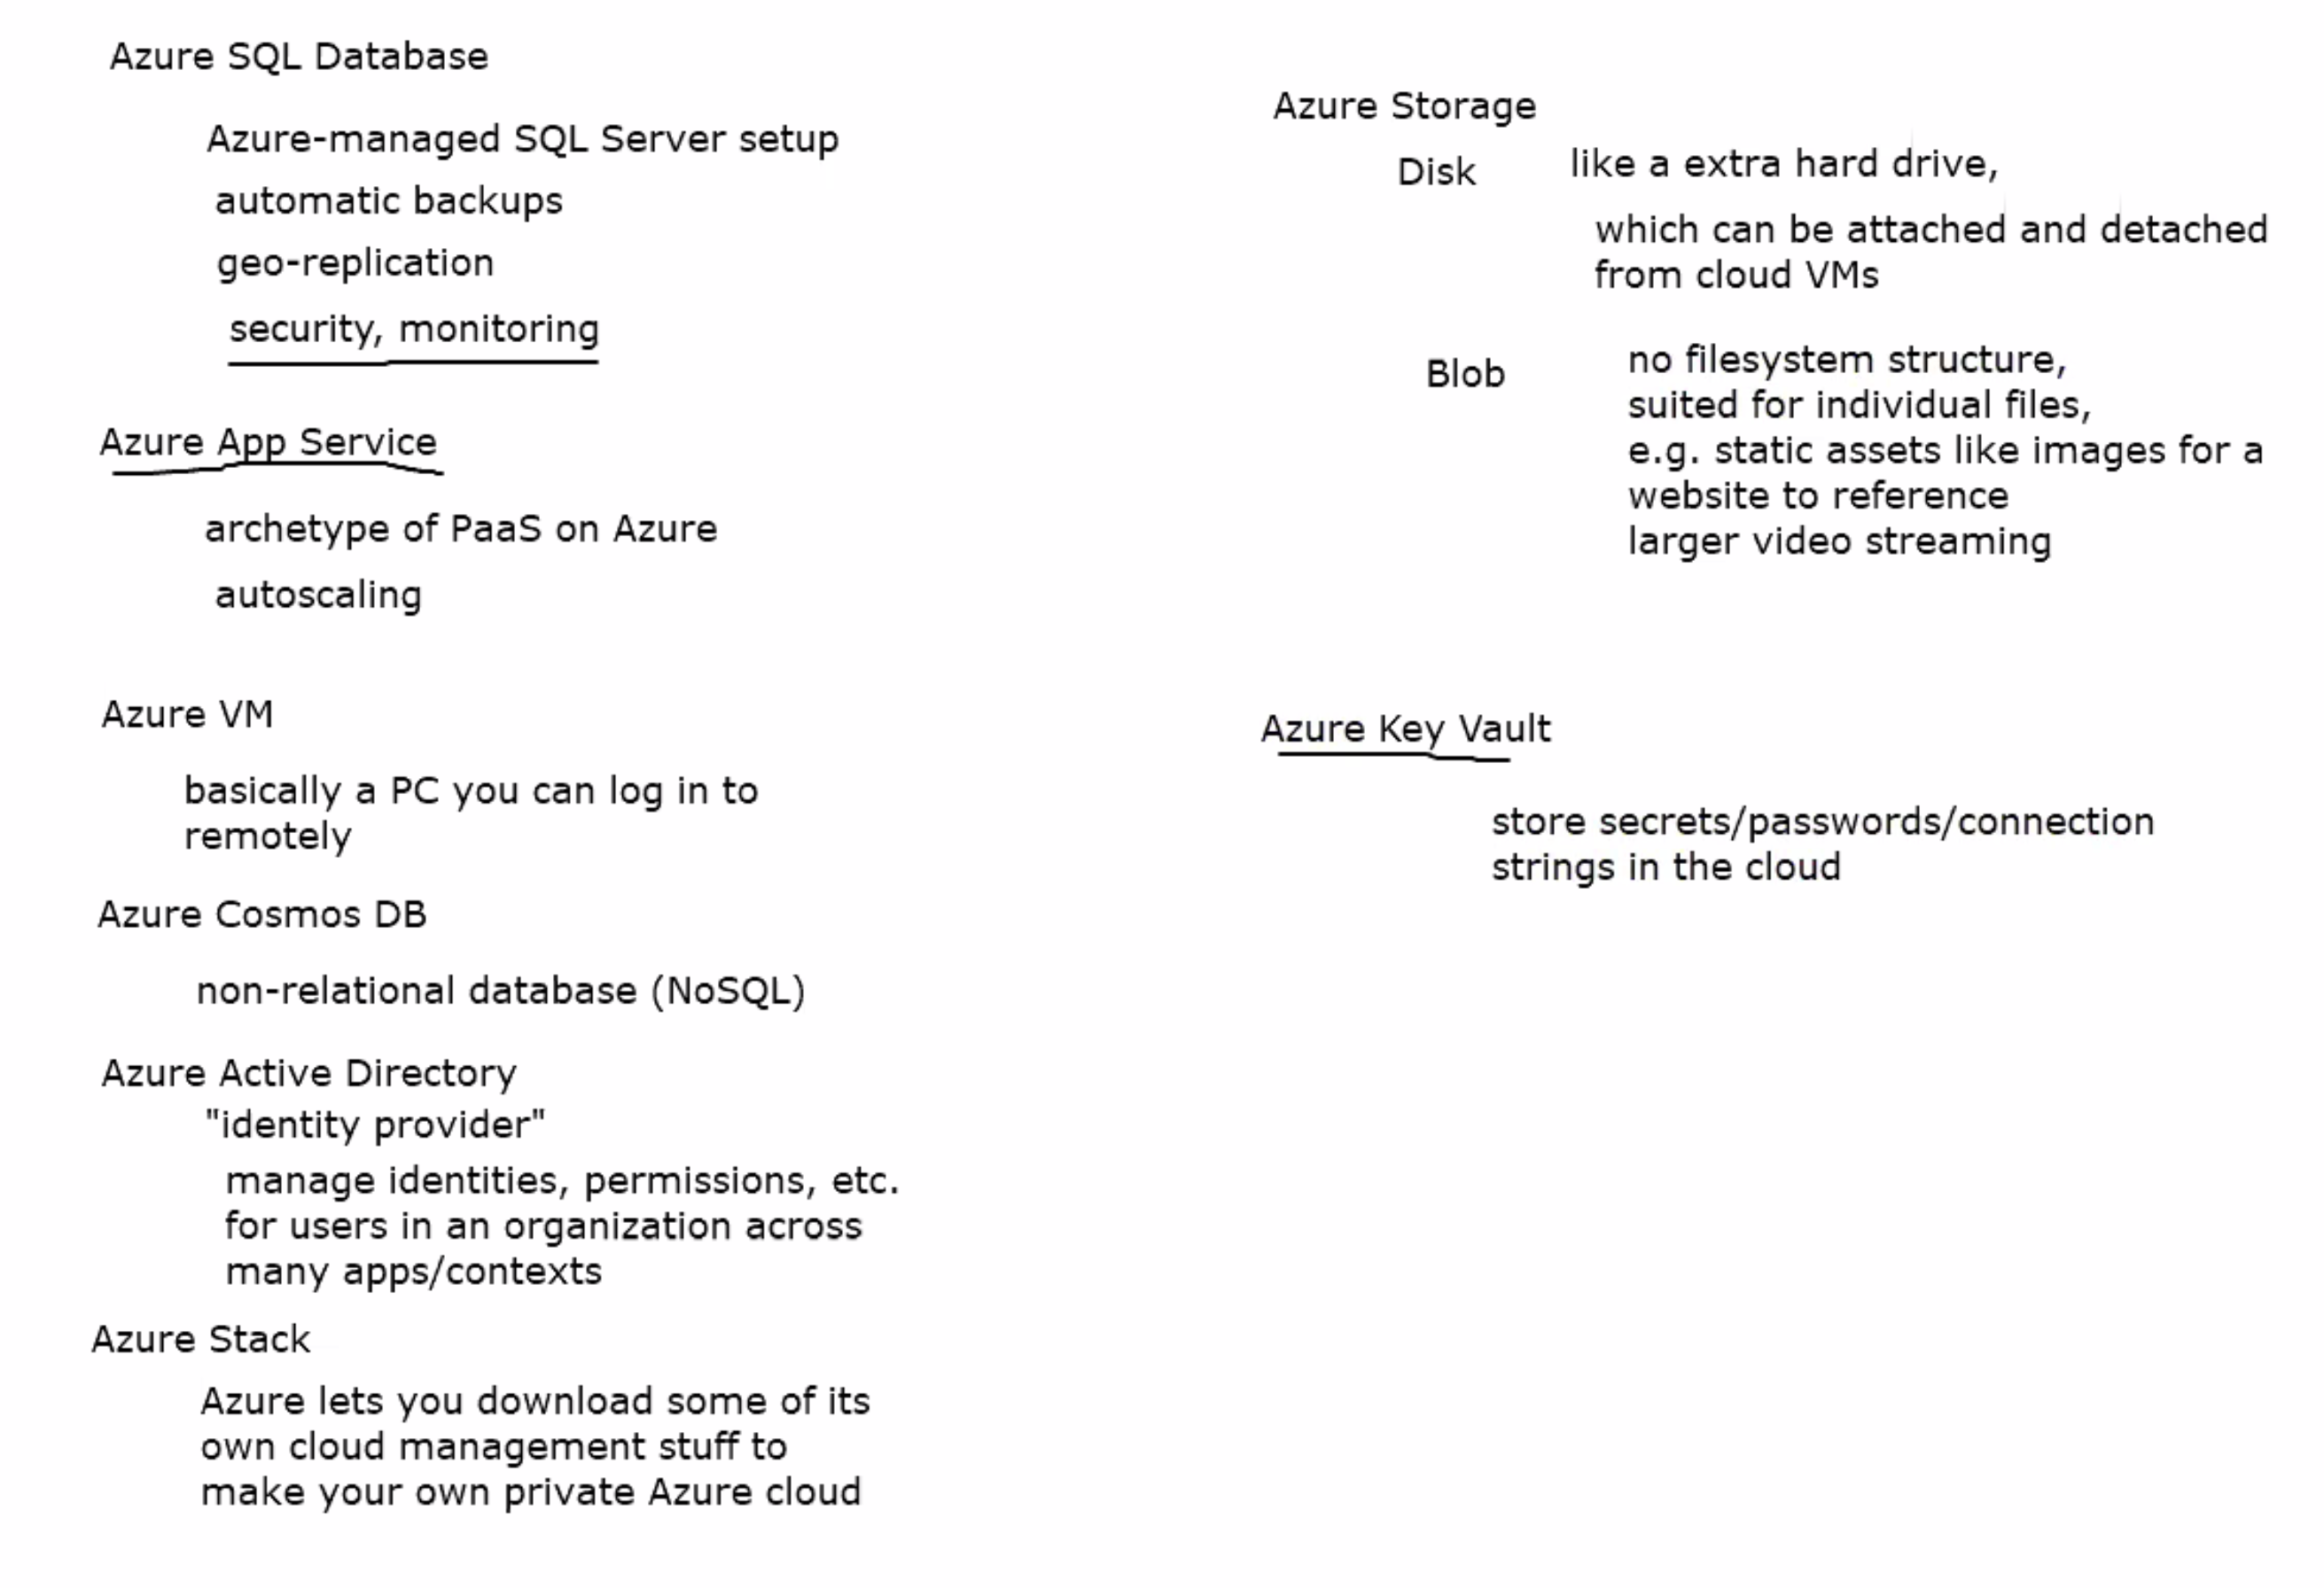 Azure SQL Database
Azure-managed SQL Server setup
automatic backups
geo-replication
security, monitoring
Azure App Service
archetype of PaaS on Azure
autoscaling
Azure VM
basically a PC you can log in to
remotely
Azure Cosmos DB
non-relational database (NoSQL)
Azure Active Directory
"identity provider"
manage identities, permissions, etc.
for users in an organization across
many apps/contexts
Azure Stack
Azure lets you download some of its
own cloud management stuff to
make your own private Azure cloud
Azure Storage
Disk
like a extra hard drive,
which can be attached and detached
from cloud VMs
Blob
no filesystem structure,
suited for individual files,
e.g. static assets like images for a
website to reference
larger video streaming
Azure Key Vault
store secrets/passwords/connection
strings in the cloud